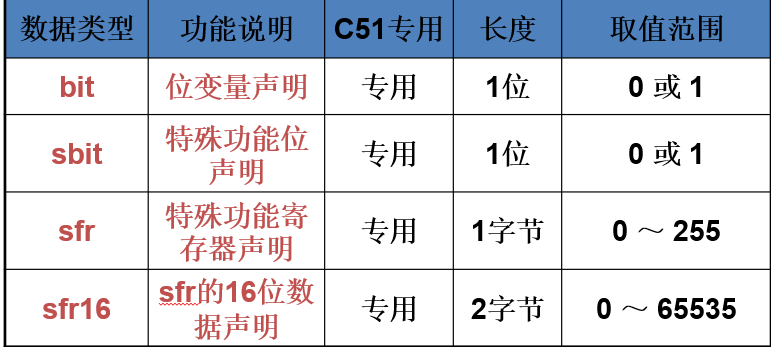 数据类型 功能说明 C51专用 长度 取值范围
bit 位变量声明 专用 1位 0 或 1
sbit 特殊功能位声明 专用 1位 0 或 1
sfr 特殊功能寄存器声明 专用 1字节 0 ～ 255
sfr16 sfr的16位数据声明 专用 2字节 0 ～ 65535